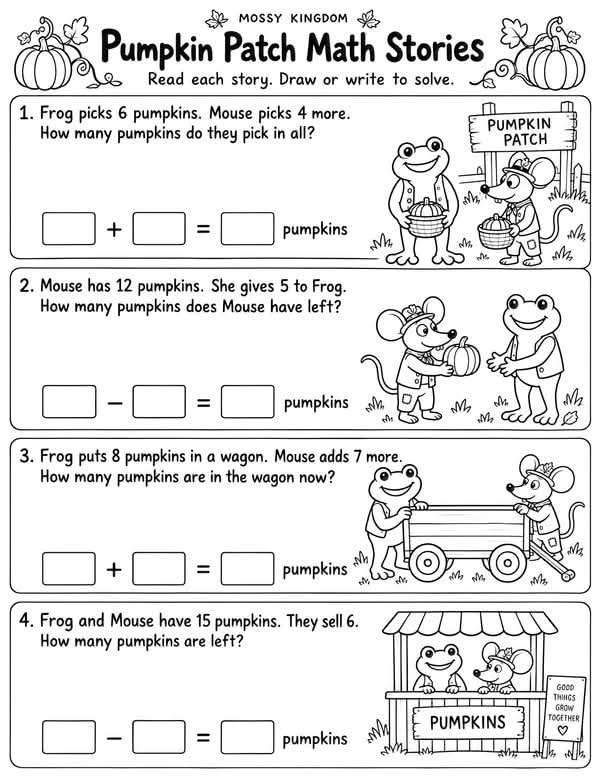 MOSSY KINGDOM
Pumpkin Patch Math Stories
Read each story. Draw or write to solve.
1. Frog picks 6 pumpkins. Mouse picks 4 more.
How many pumpkins do they pick in all?
PUMPKIN
PATCH
+ = pumpkins
2. Mouse has 12 pumpkins. She gives 5 to Frog.
How many pumpkins does Mouse have left?
– = pumpkins
3. Frog puts 8 pumpkins in a wagon. Mouse adds 7 more.
How many pumpkins are in the wagon now?
+ = pumpkins
4. Frog and Mouse have 15 pumpkins. They sell 6.
How many pumpkins are left?
PUMPKINS
GOOD
THINGS
GROW
TOGETHER
– = pumpkins